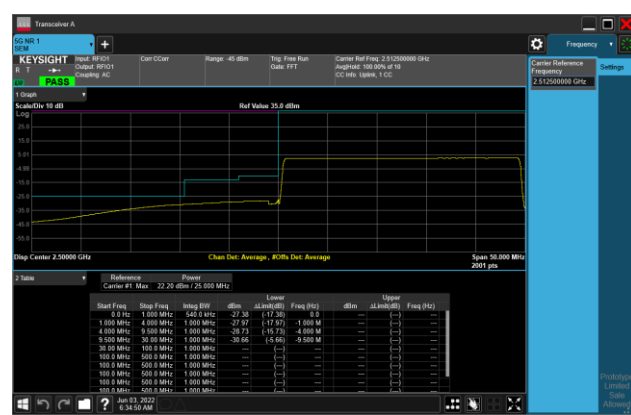 Transceiver A
5G NR 1
SEM
+
Frequency
KEYSIGHT
R T
PASS
Input: RFIO1
Output: RFIO1
Coupling: AC
Corr CCorr
Range: -45 dBm
Trig: Free Run
Gate: FFT
Carrier Ref Freq: 2.512500000 GHz
Avg|Hold: 100.00% of 10
CC Info: Uplink, 1 CC
Carrier Reference
Frequency
2.512500000 GHz
Settings
1 Graph
Scale/Div 10 dB
Ref Value 35.0 dBm
Log
25.0
15.0
5.01
-4.99
-15.0
-25.0
-35.0
-45.0
-55.0
Disp Center 2.50000 GHz
Chan Det: Average, #Offs Det: Average
Span 50.000 MHz
2001 pts
2 Table
Reference Power
Carrier #1 Max 22.20 dBm / 25.000 MHz
Lower Upper
Start Freq Stop Freq Integ BW dBm ΔLimit(dB) Freq (Hz) dBm ΔLimit(dB) Freq (Hz)
0.0 Hz 1.000 MHz 540.0 kHz -27.38 (-17.38) 0.0 --- (---) ---
1.000 MHz 4.000 MHz 1.000 MHz -27.97 (-17.97) -1.000 M --- (---) ---
4.000 MHz 9.500 MHz 1.000 MHz -28.73 (-15.73) -4.000 M --- (---) ---
9.500 MHz 30.00 MHz 1.000 MHz -30.66 (-5.66) -9.500 M --- (---) ---
30.00 MHz 100.0 MHz 1.000 MHz --- (---) --- --- (---) ---
100.0 MHz 500.0 MHz 1.000 MHz --- (---) --- --- (---) ---
100.0 MHz 500.0 MHz 1.000 MHz --- (---) --- --- (---) ---
100.0 MHz 500.0 MHz 1.000 MHz --- (---) --- --- (---) ---
100.0 MHz 500.0 MHz 1.000 MHz --- (---) --- --- (---) ---
100.0 MHz 500.0 MHz 1.000 MHz --- (---) --- --- (---) ---
Prototype
Limited
Sale
Allowed
?
Jun 03, 2022
6:34:50 AM